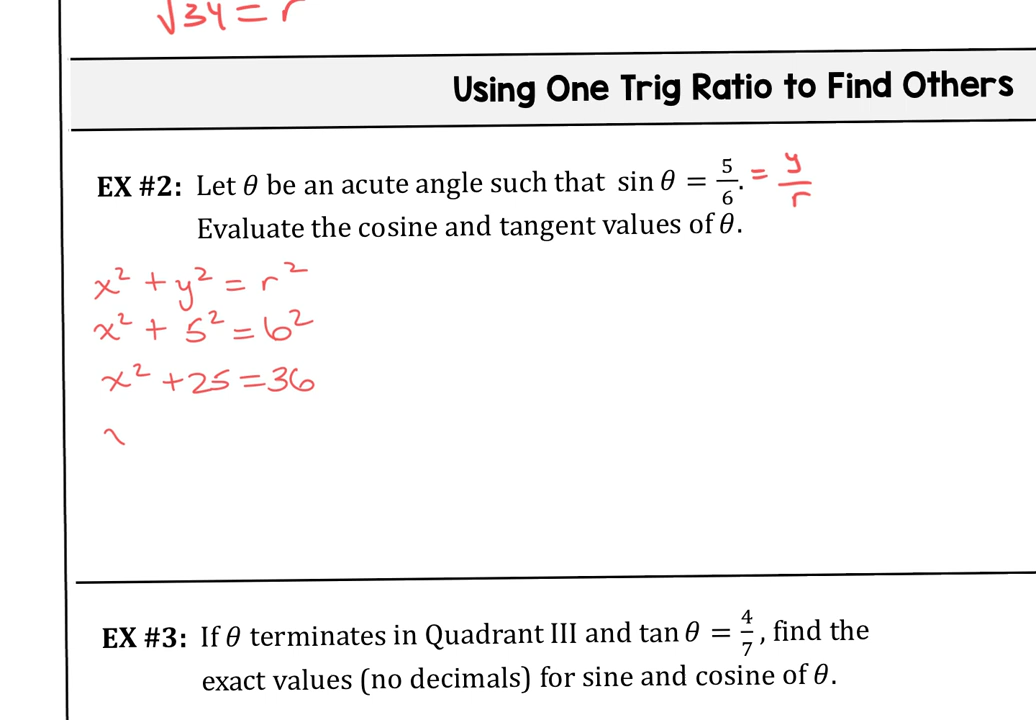 √34 = r
Using One Trig Ratio to Find Others
EX #2: Let θ be an acute angle such that sin θ = 5/6. = y/r
Evaluate the cosine and tangent values of θ.
x² + y² = r²
x² + 5² = 6²
x² + 25 = 36
EX #3: If θ terminates in Quadrant III and tan θ = 4/7, find the
exact values (no decimals) for sine and cosine of θ.